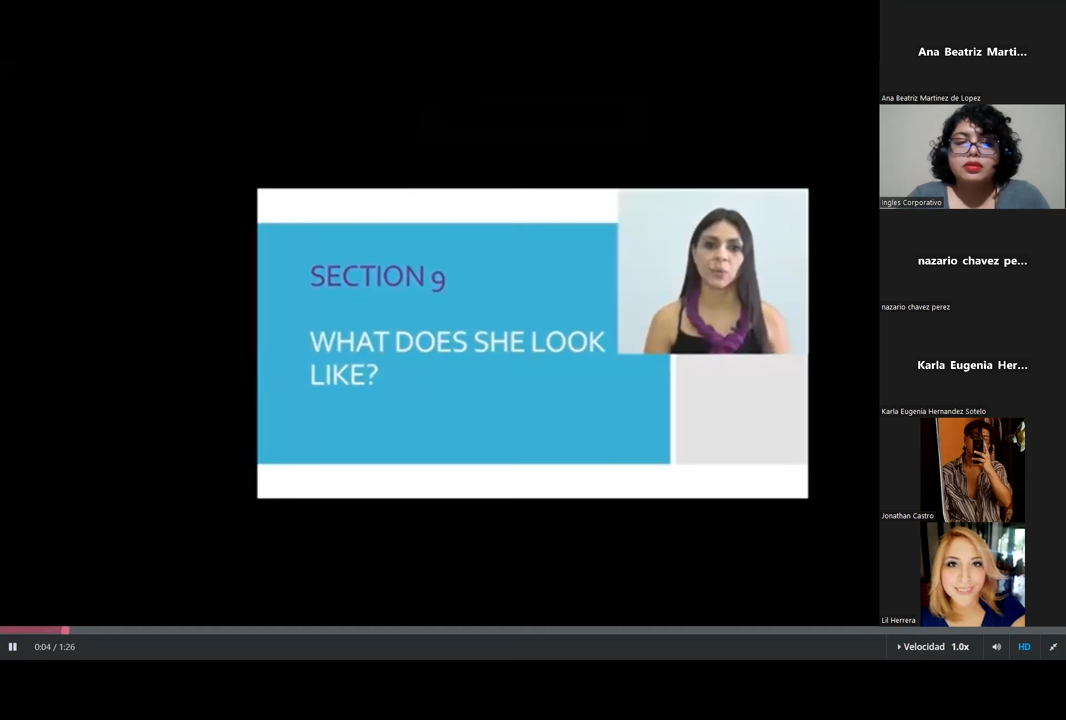 SECTION 9
WHAT DOES SHE LOOK
LIKE?
Ana Beatriz Marti...
Ana Beatriz Martinez de Lopez
Ingles Corporativo
nazario chavez pe...
nazario chavez perez
Karla Eugenia Her...
Karla Eugenia Hernandez Sotelo
Jonathan Castro
Lil Herrera
0:04 / 1:26
Velocidad 1.0x
HD